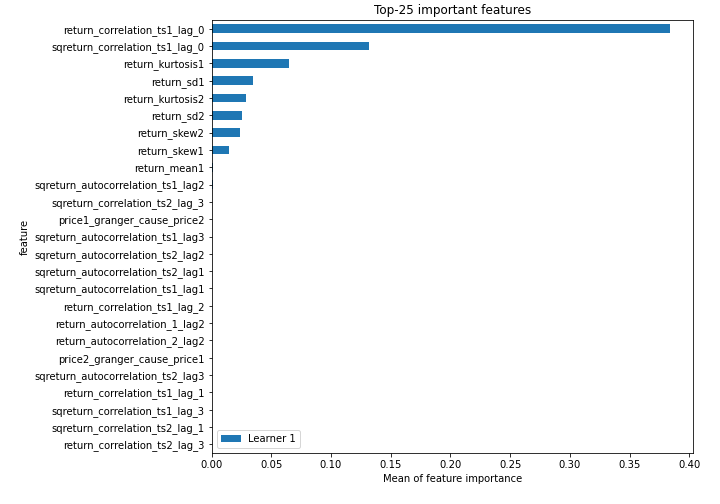 Top-25 important features
return_correlation_ts1_lag_0
sqreturn_correlation_ts1_lag_0
return_kurtosis1
return_sd1
return_kurtosis2
return_sd2
return_skew2
return_skew1
return_mean1
sqreturn_autocorrelation_ts1_lag2
sqreturn_correlation_ts2_lag_3
price1_granger_cause_price2
sqreturn_autocorrelation_ts1_lag3
sqreturn_autocorrelation_ts2_lag2
sqreturn_autocorrelation_ts2_lag1
sqreturn_autocorrelation_ts1_lag1
return_correlation_ts1_lag_2
return_autocorrelation_1_lag2
return_autocorrelation_2_lag2
price2_granger_cause_price1
sqreturn_autocorrelation_ts2_lag3
return_correlation_ts1_lag_1
sqreturn_correlation_ts1_lag_3
sqreturn_correlation_ts2_lag_1
return_correlation_ts2_lag_3
feature
Learner 1
0.00 0.05 0.10 0.15 0.20 0.25 0.30 0.35 0.40
Mean of feature importance